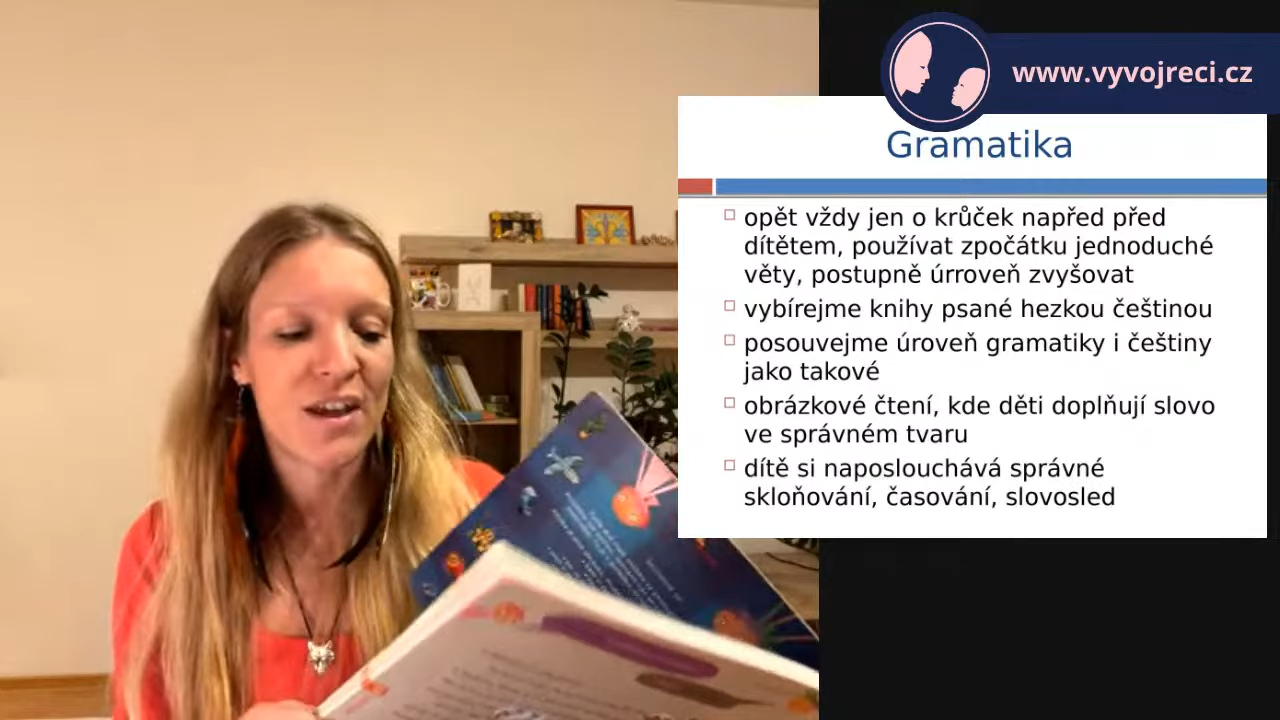 www.vyvojreci.cz
Gramatika
opět vždy jen o krůček napřed před
dítětem, používat zpočátku jednoduché
věty, postupně úrroveň zvyšovat
vybírejme knihy psané hezkou češtinou
posouvejme úroveň gramatiky i češtiny
jako takové
obrázkové čtení, kde děti doplňují slovo
ve správném tvaru
dítě si naposlouchává správné
skloňování, časování, slovosled